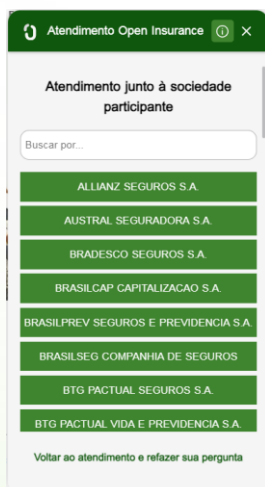 Atendimento Open Insurance
Atendimento junto à sociedade
participante
Buscar por...
ALLIANZ SEGUROS S.A.
AUSTRAL SEGURADORA S.A.
BRADESCO SEGUROS S.A.
BRASILCAP CAPITALIZACAO S.A.
BRASILPREV SEGUROS E PREVIDENCIA S.A.
BRASILSEG COMPANHIA DE SEGUROS
BTG PACTUAL SEGUROS S.A.
BTG PACTUAL VIDA E PREVIDENCIA S.A.
Voltar ao atendimento e refazer sua pergunta